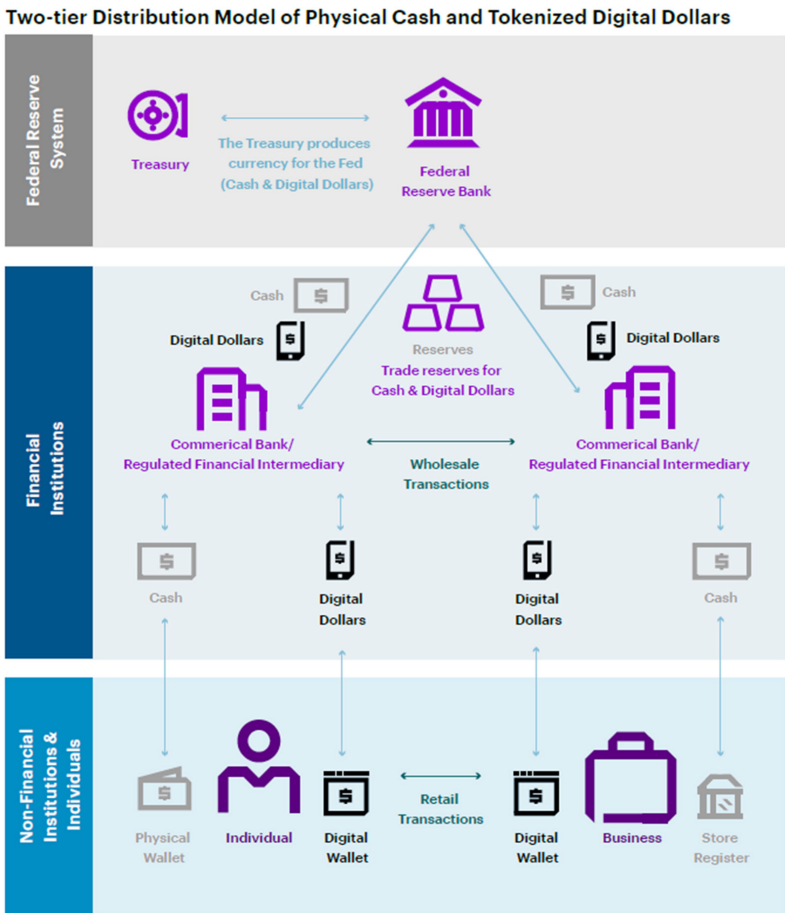 Two-tier Distribution Model of Physical Cash and Tokenized Digital Dollars
Federal Reserve
System
Treasury
The Treasury produces
currency for the Fed
(Cash & Digital Dollars)
Federal
Reserve Bank
Financial
Institutions
Cash
$
Digital Dollars
$
Reserves
Trade reserves for
Cash & Digital Dollars
$
Cash
$
Digital Dollars
Commerical Bank/
Regulated Financial Intermediary
Wholesale
Transactions
Commerical Bank/
Regulated Financial Intermediary
$
Cash
$
Digital
Dollars
$
Digital
Dollars
$
Cash
Non-Financial
Institutions &
Individuals
$
Physical
Wallet
Individual
$
Digital
Wallet
Retail
Transactions
$
Digital
Wallet
Business
Store
Register